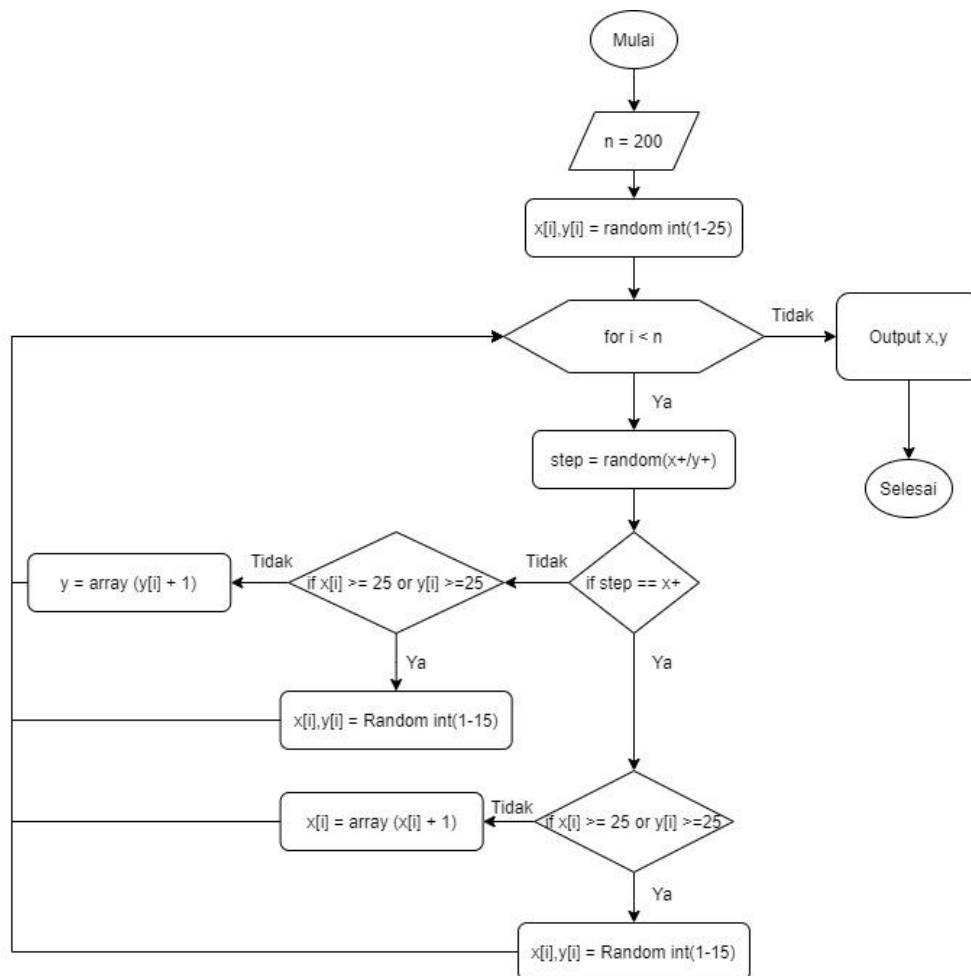 Mulai
n = 200
x[i],y[i] = random int(1-25)
for i < n
Tidak
Output x,y
Ya
step = random(x+/y+)
Selesai
if step == x+
Tidak
if x[i] >= 25 or y[i] >=25
Tidak
y = array (y[i] + 1)
Ya
x[i],y[i] = Random int(1-15)
Ya
if x[i] >= 25 or y[i] >=25
Tidak
x[i] = array (x[i] + 1)
Ya
x[i],y[i] = Random int(1-15)